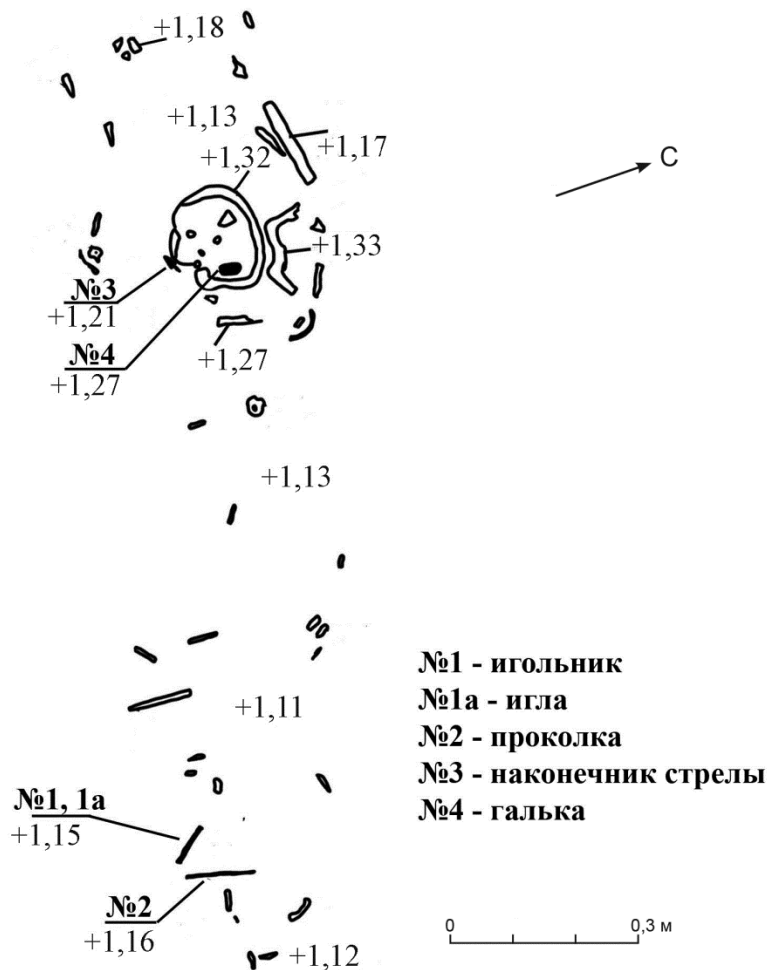 +1,18
+1,13
+1,17
+1,32
С
+1,33
№3
+1,21
№4
+1,27
+1,27
+1,13
№1 - игольник
№1а - игла
№2 - проколка
№3 - наконечник стрелы
№4 - галька
+1,11
№1, 1а
+1,15
№2
+1,16
+1,12
0
0,3 м